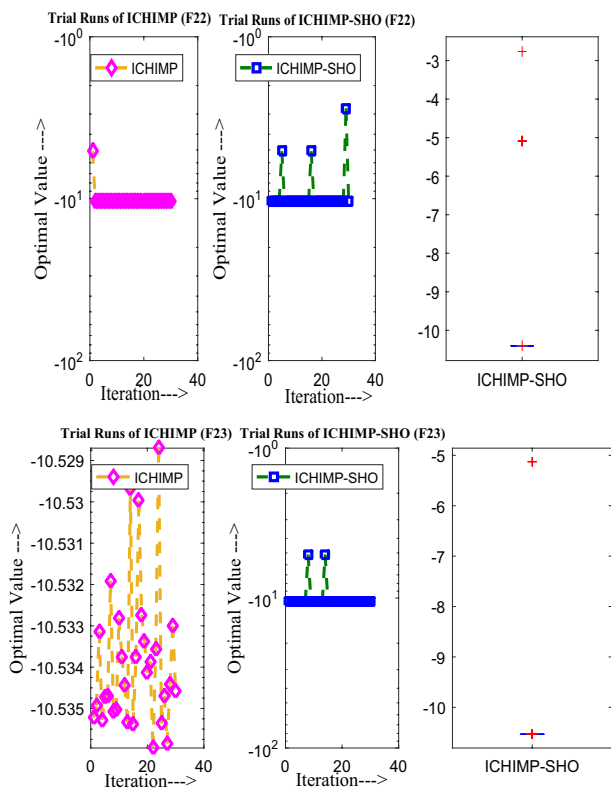 Trial Runs of ICHIMP (F22)
-10^0
-10^1
-10^2
Optimal Value --->
ICHIMP
0 20 40
Iteration--->
Trial Runs of ICHIMP-SHO (F22)
-10^0
-10^1
-10^2
Optimal Value --->
ICHIMP-SHO
0 20 40
Iteration--->
-3
-4
-5
-6
-7
-8
-9
-10
ICHIMP-SHO
Trial Runs of ICHIMP (F23)
-10.529
-10.53
-10.531
-10.532
-10.533
-10.534
-10.535
Optimal Value --->
ICHIMP
0 20 40
Iteration--->
Trial Runs of ICHIMP-SHO (F23)
-10^0
-10^1
-10^2
Optimal Value --->
ICHIMP-SHO
0 20 40
Iteration--->
-5
-6
-7
-8
-9
-10
ICHIMP-SHO